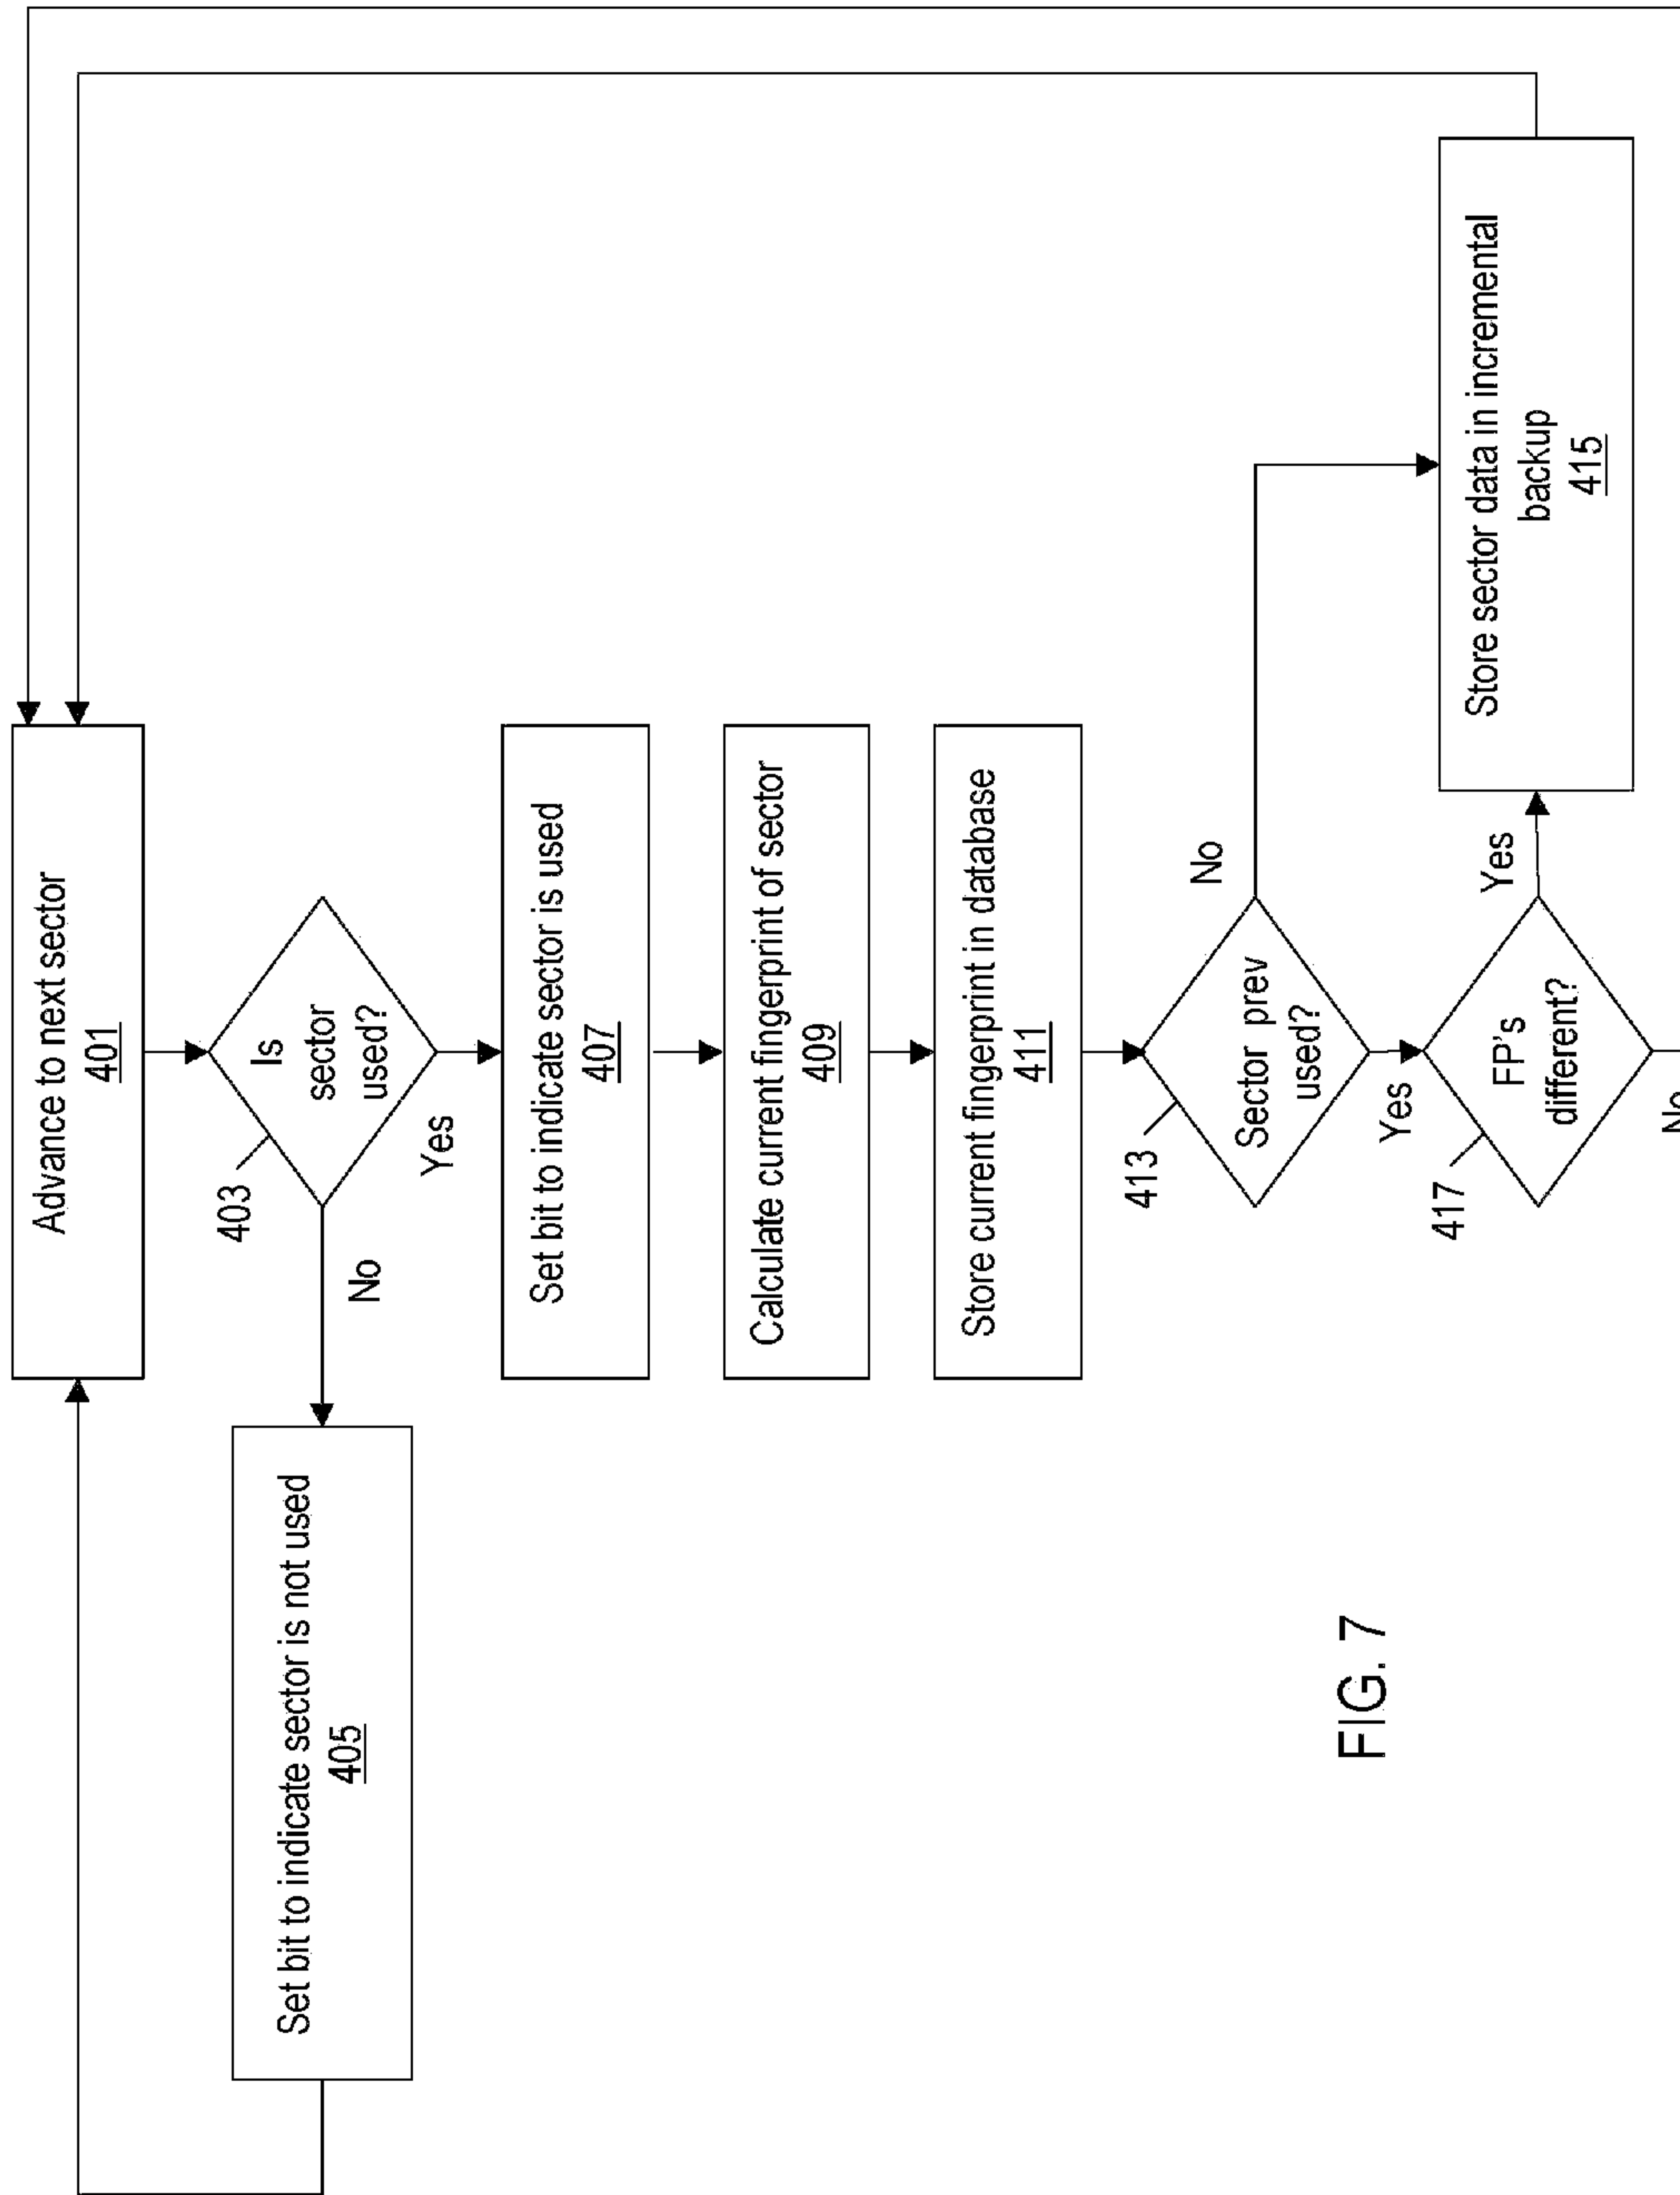 Advance to next sector
401
Is
sector
used?
403
Yes
No
Set bit to indicate sector is not used
405
Set bit to indicate sector is used
407
Calculate current fingerprint of sector
409
Store current fingerprint in database
411
Sector prev
used?
413
No
Yes
FP's
different?
417
Yes
No
Store sector data in incremental
backup
415
FIG. 7